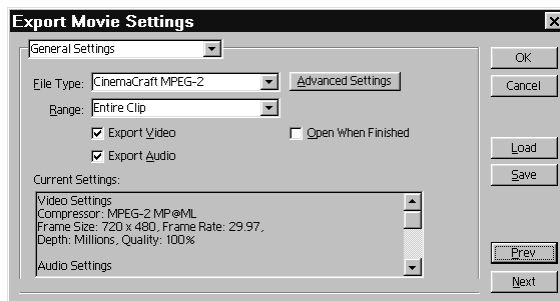 Export Movie Settings
General Settings
OK
File Type: CinemaCraft MPEG-2
Advanced Settings
Cancel
Range: Entire Clip
Export Video
Open When Finished
Export Audio
Load
Save
Current Settings:
Video Settings
Compressor: MPEG-2 MP@ML
Frame Size: 720 x 480, Frame Rate: 29.97,
Depth: Millions, Quality: 100%
Audio Settings
Prev
Next